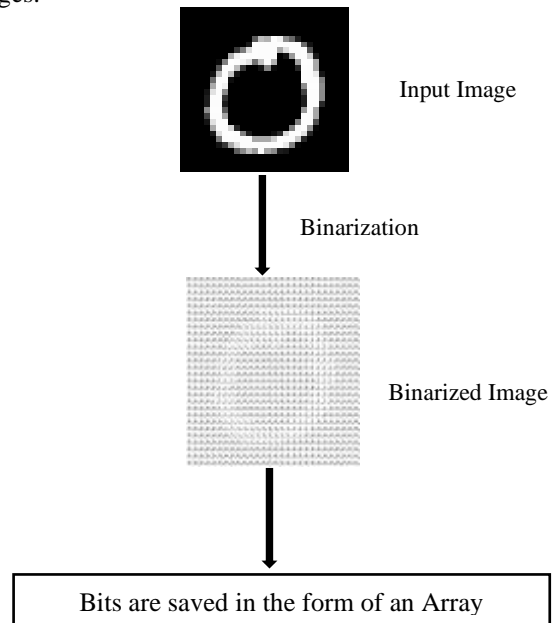 ges.
Input Image
Binarization
Binarized Image
Bits are saved in the form of an Array